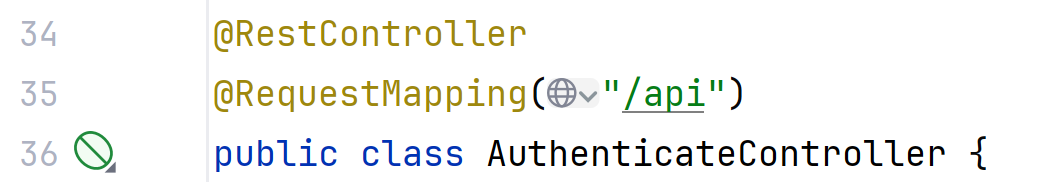 34 @RestController
35 @RequestMapping("/api")
36 public class AuthenticateController {